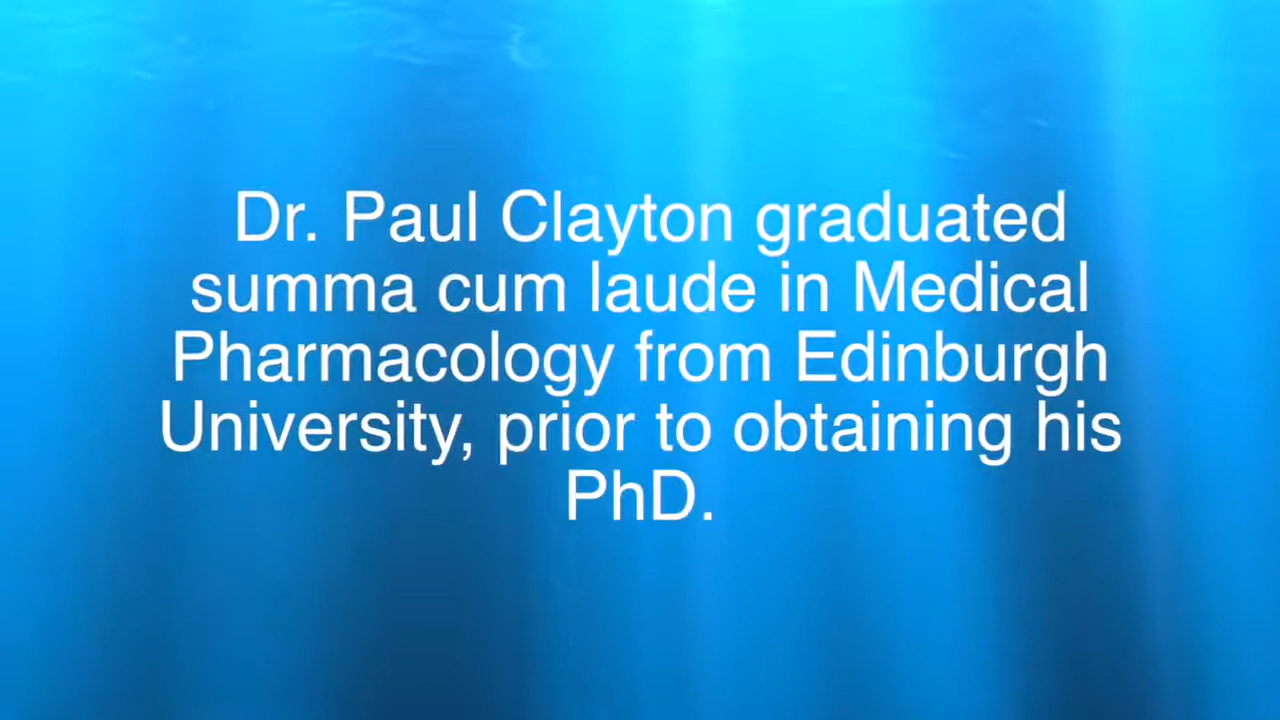 Dr. Paul Clayton graduated
summa cum laude in Medical
Pharmacology from Edinburgh
University, prior to obtaining his
PhD.